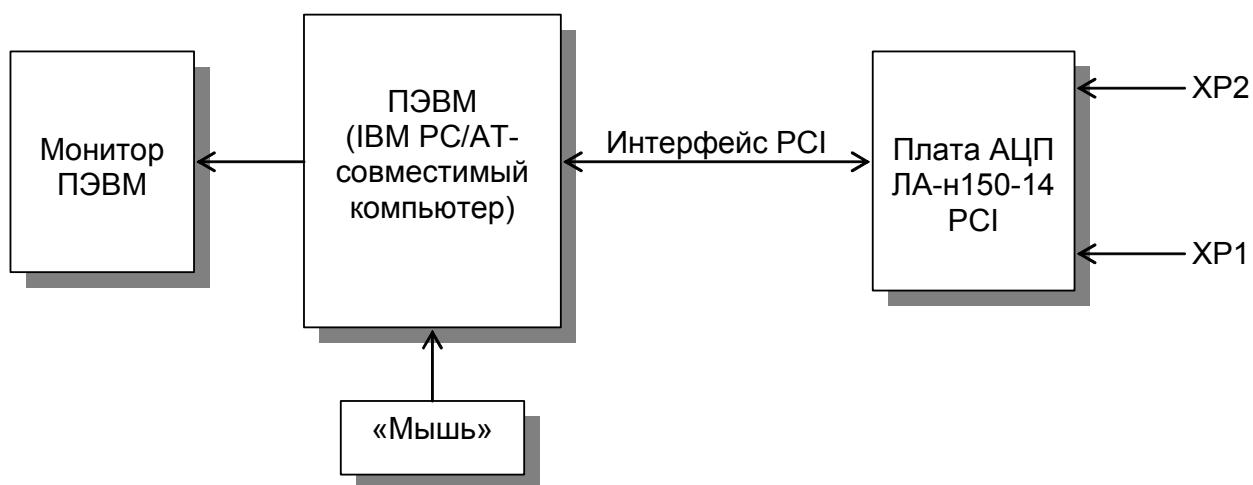 Монитор
ПЭВМ
ПЭВМ
(IBM PC/AT-
совместимый
компьютер)
Интерфейс PCI
Плата АЦП
ЛА-н150-14
PCI
XP2
XP1
«Мышь»